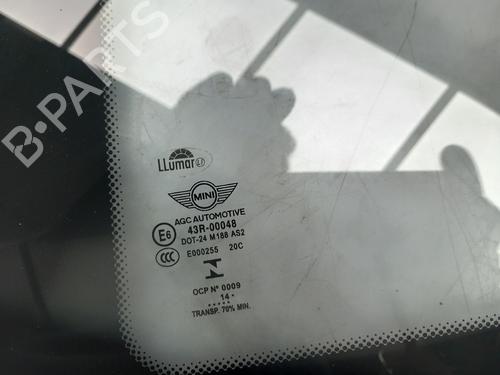 B-PARTS
LLumar
MINI
AGC AUTOMOTIVE
E6 43R-00048
DOT-24 M188 AS2
CCC E000255 20C
OCP Nº 0009
14
TRANSP. 70% MIN.